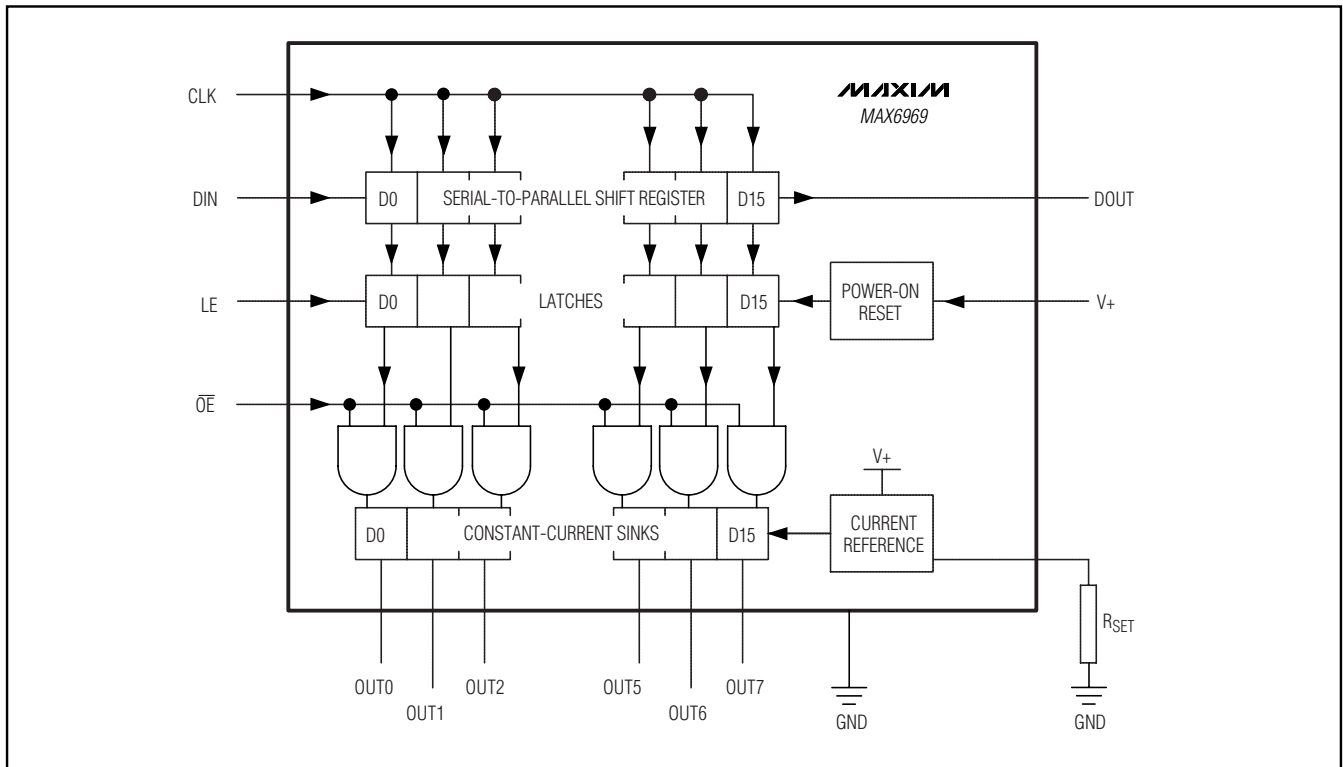 MAXIM
MAX6969
CLK
DIN
D0
SERIAL-TO-PARALLEL SHIFT REGISTER
D15
DOUT
LE
D0
LATCHES
D15
POWER-ON
RESET
V+
O̅E̅
V+
D0
CONSTANT-CURRENT SINKS
D15
CURRENT
REFERENCE
RSET
OUT0
OUT1
OUT2
OUT5
OUT6
OUT7
GND
GND